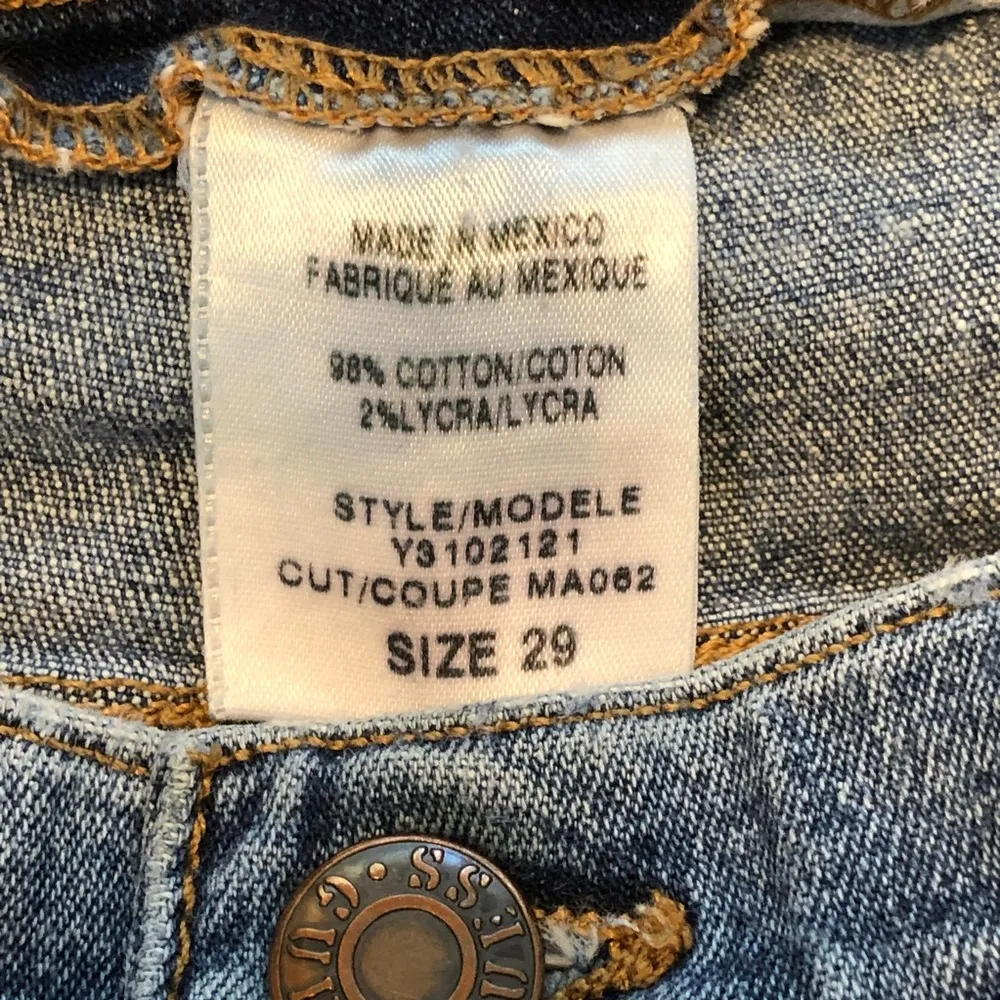 MADE IN MEXICO
FABRIQUÉ AU MEXIQUE
98% COTTON/COTON
2%LYCRA/LYCRA
STYLE/MODELE
Y3102121
CUT/COUPE MA062
SIZE 29
GUESS